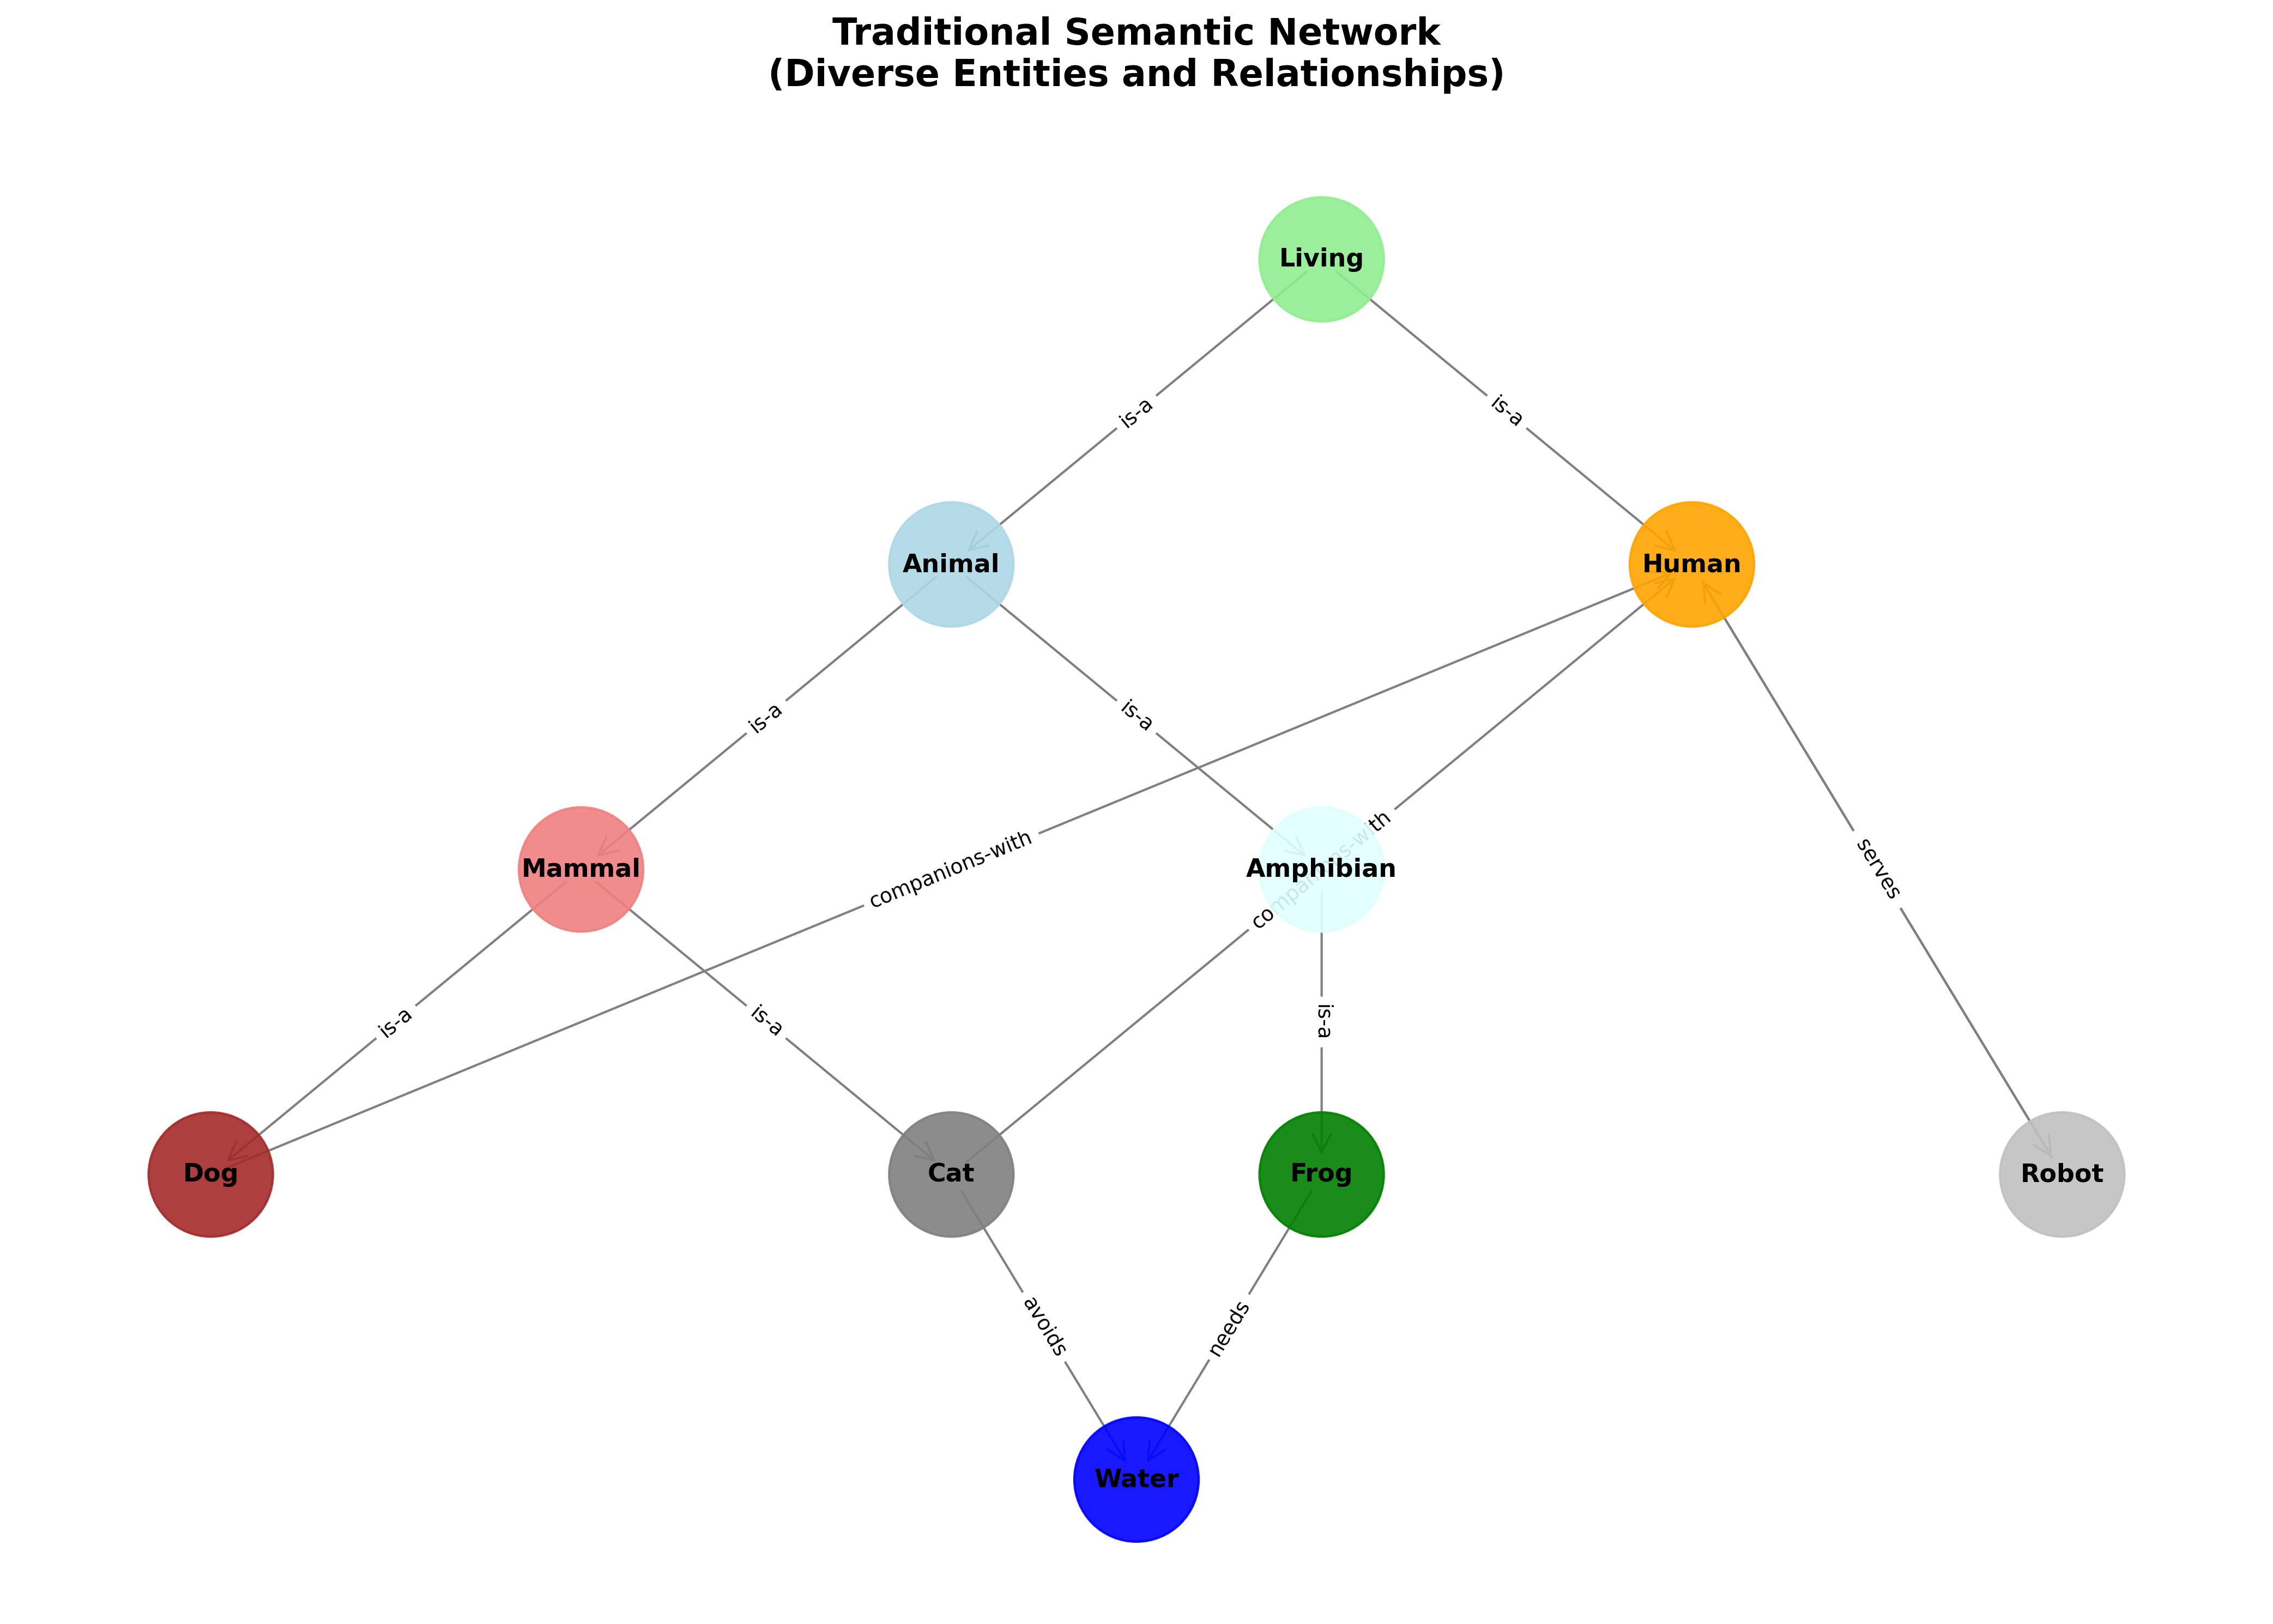 Traditional Semantic Network
(Diverse Entities and Relationships)
Living
is-a
is-a
Animal
Human
is-a
is-a
companions-with
companions-with
Mammal
Amphibian
serves
is-a
is-a
is-a
Dog
Cat
Frog
Robot
avoids
needs
Water